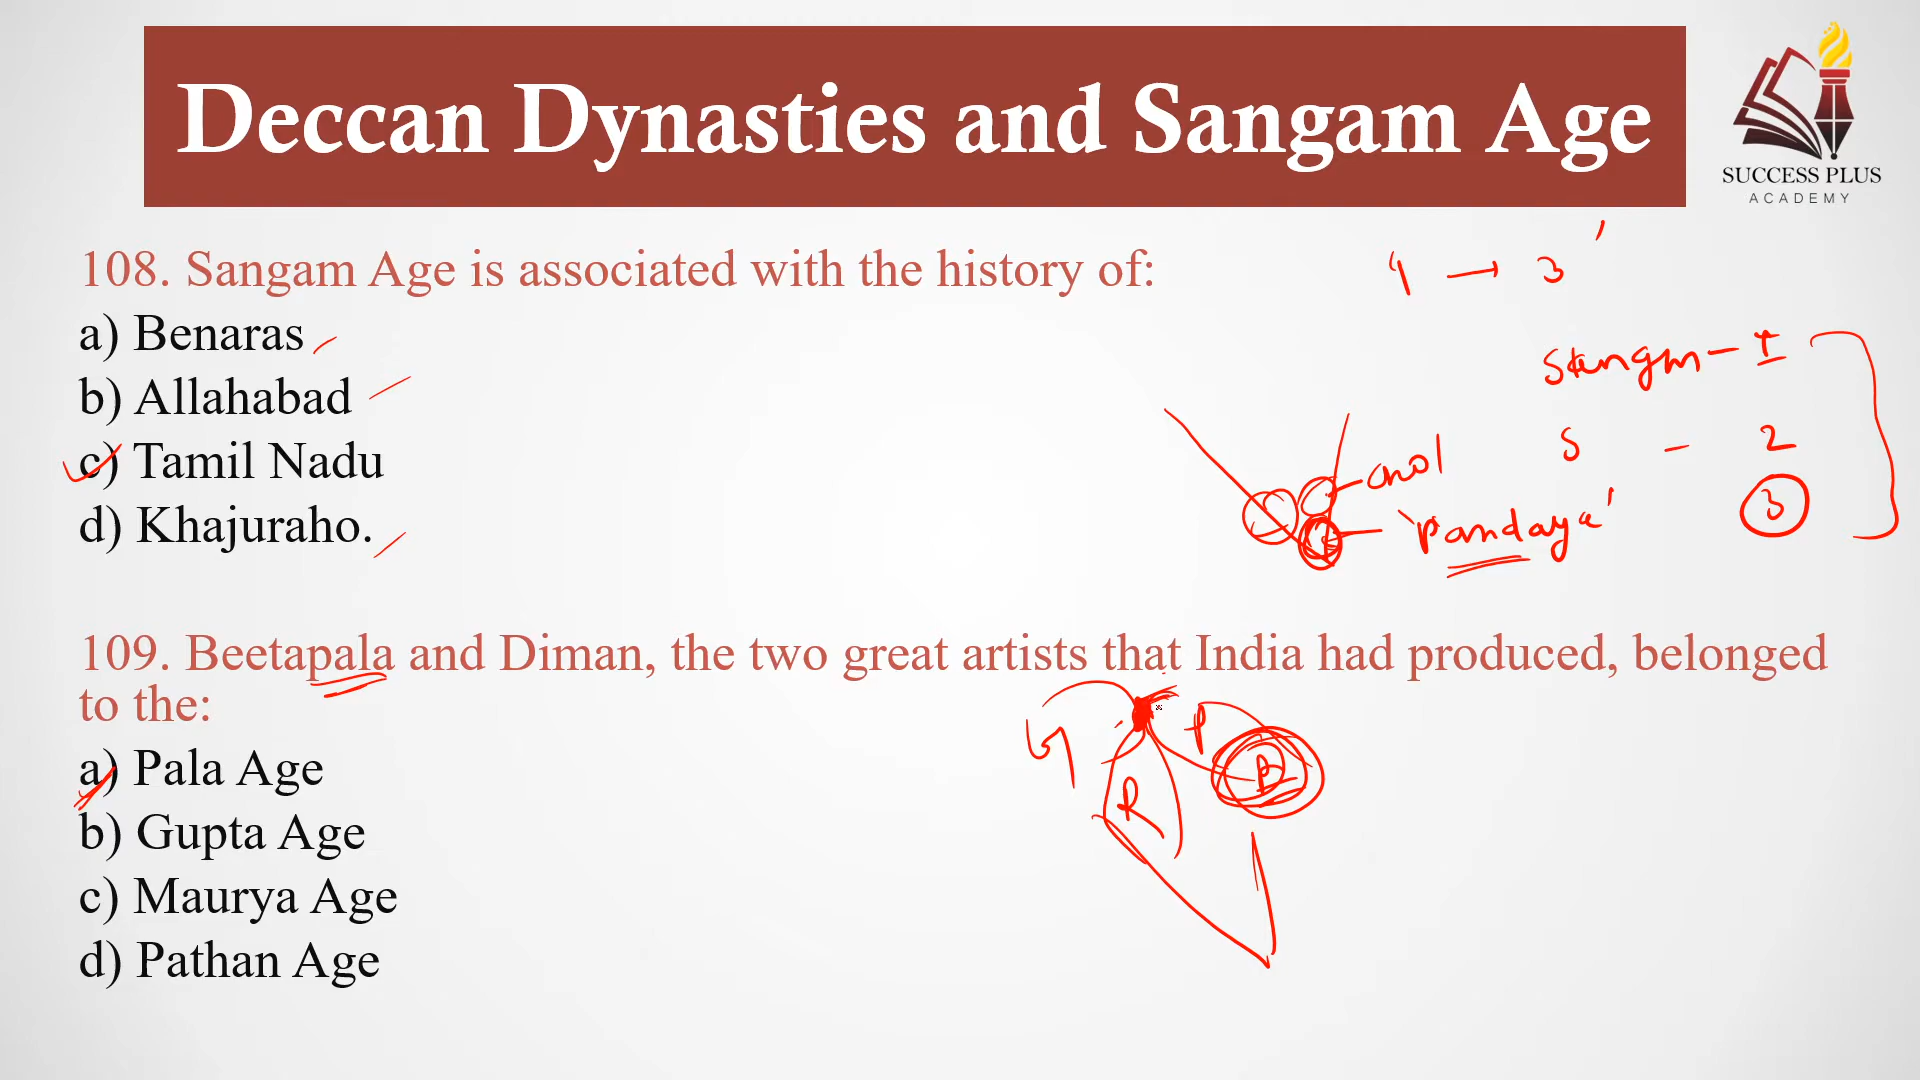 Deccan Dynasties and Sangam Age
SUCCESS PLUS
ACADEMY
108. Sangam Age is associated with the history of:
a) Benaras
b) Allahabad
c) Tamil Nadu
d) Khajuraho.
1 → 3
Sangm - I
S - 2
3
chol
'Pandaya'
109. Beetapala and Diman, the two great artists that India had produced, belonged
to the:
a) Pala Age
b) Gupta Age
c) Maurya Age
d) Pathan Age
G
P
R
B